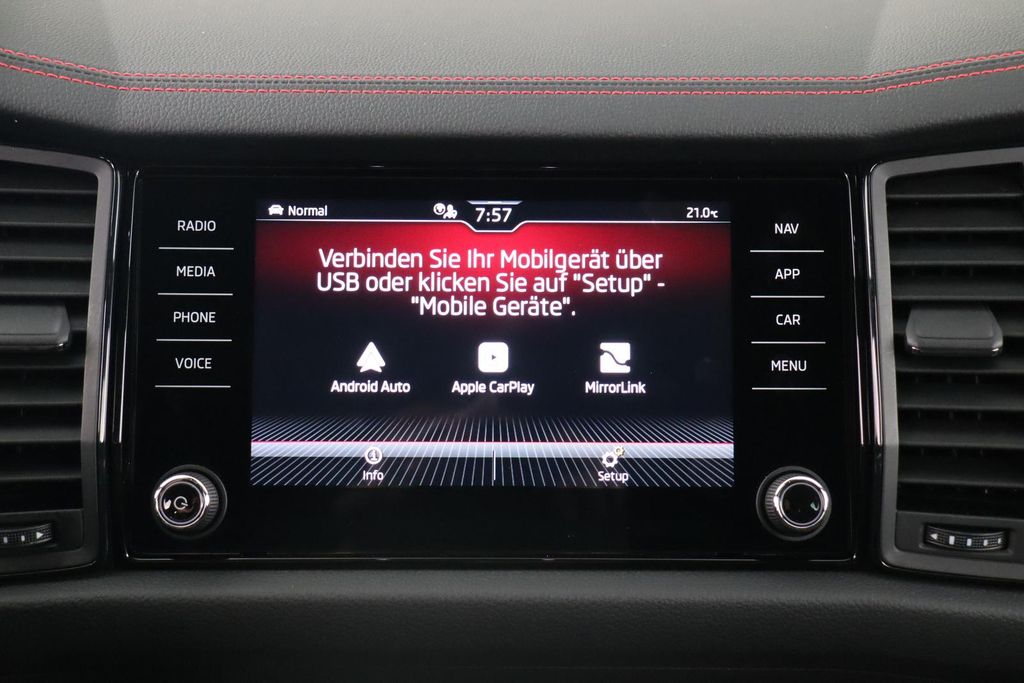 Normal
7:57
21.0°C
RADIO
MEDIA
PHONE
VOICE
Verbinden Sie Ihr Mobilgerät über
USB oder klicken Sie auf "Setup" -
"Mobile Geräte".
Android Auto
Apple CarPlay
MirrorLink
Info
Setup
NAV
APP
CAR
MENU